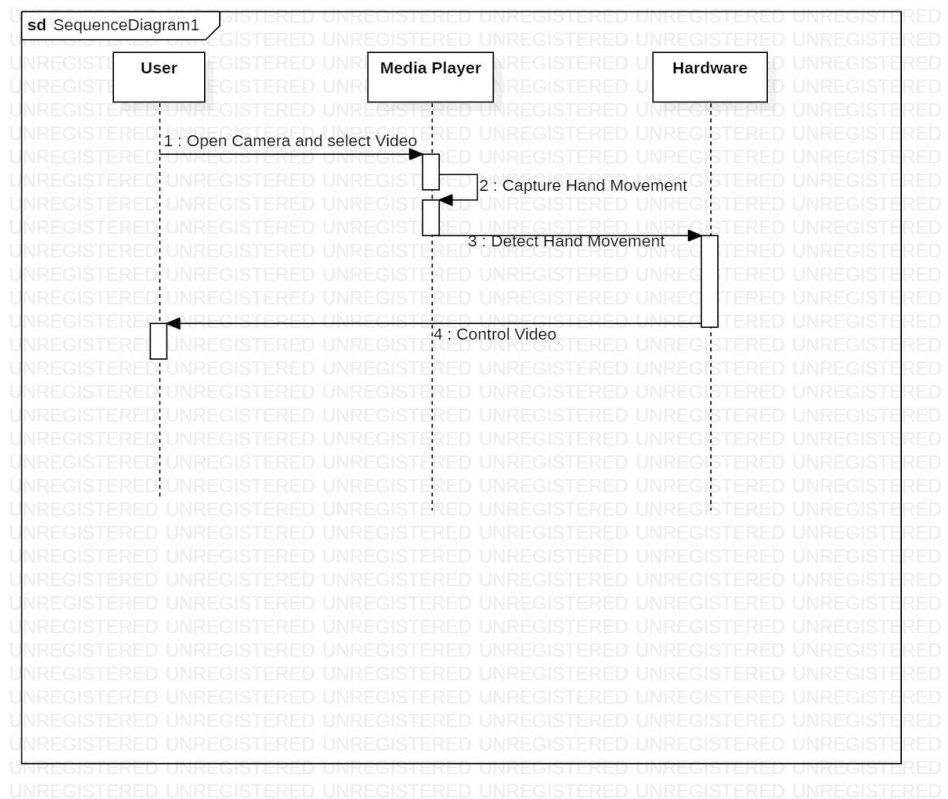 sd SequenceDiagram1
User
Media Player
Hardware
1 : Open Camera and select Video
2 : Capture Hand Movement
3 : Detect Hand Movement
4 : Control Video
UNREGISTERED